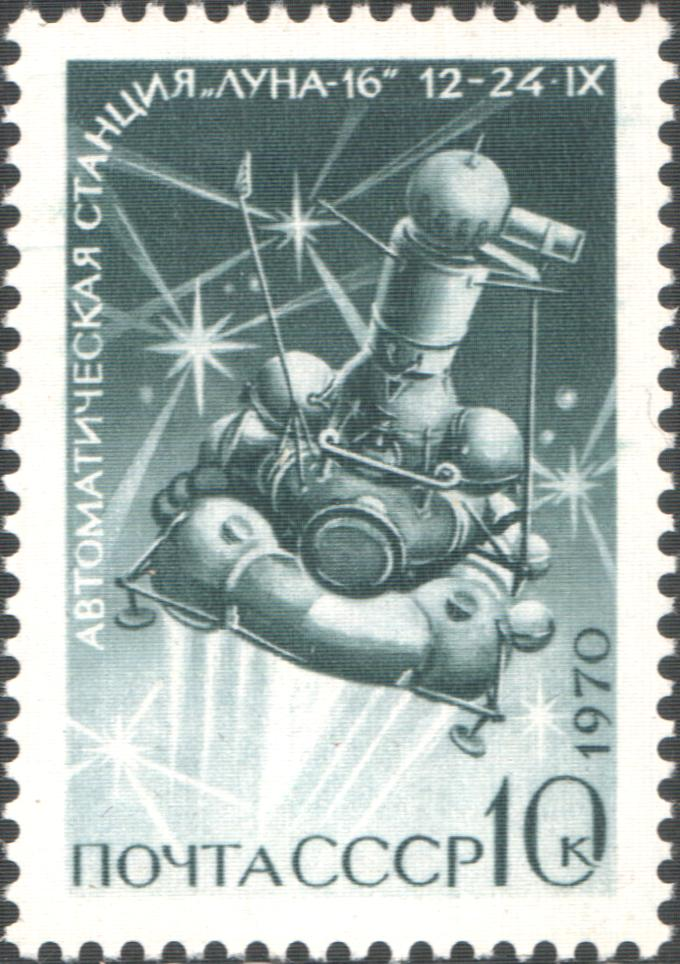 АВТОМАТИЧЕСКАЯ СТАНЦИЯ „ЛУНА-16“ 12-24·IX
1970
ПОЧТА СССР 10 к